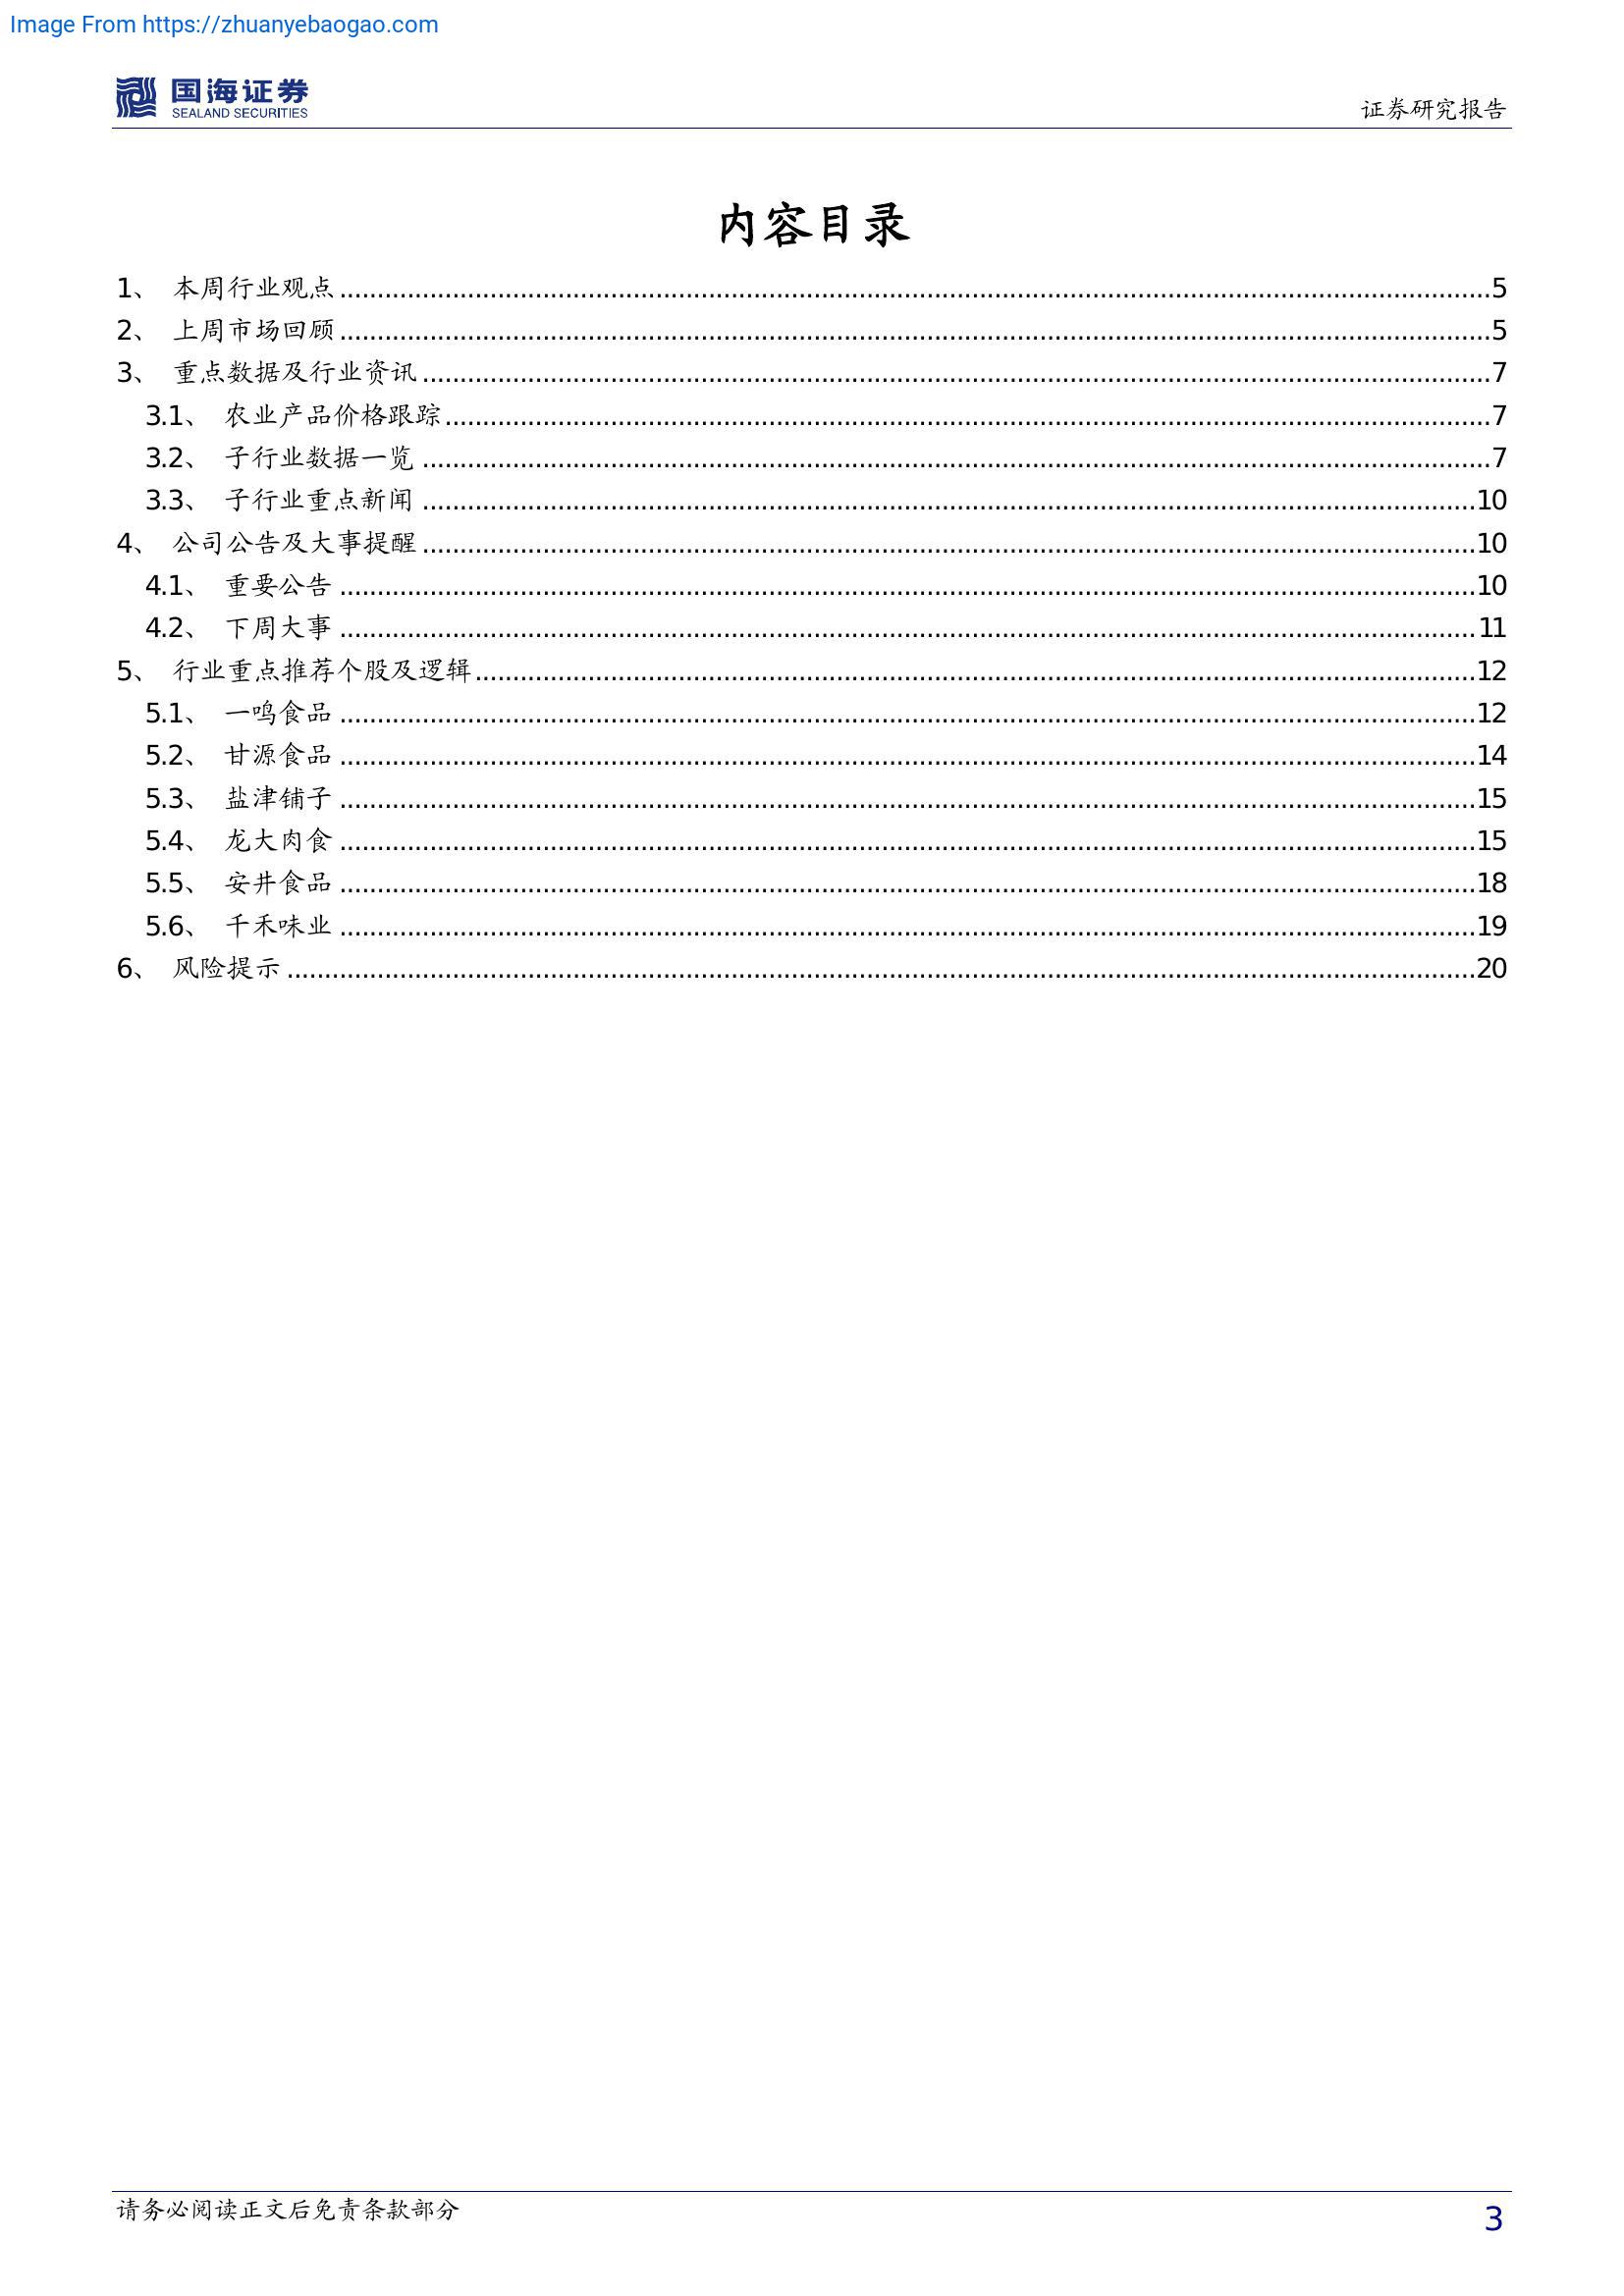 Image From https://zhuanyebaogao.com
国海证券
SEALAND SECURITIES
证券研究报告
内容目录
1、 本周行业观点 5
2、 上周市场回顾 5
3、 重点数据及行业资讯 7
3.1、 农业产品价格跟踪 7
3.2、 子行业数据一览 7
3.3、 子行业重点新闻 10
4、 公司公告及大事提醒 10
4.1、 重要公告 10
4.2、 下周大事 11
5、 行业重点推荐个股及逻辑 12
5.1、 一鸣食品 12
5.2、 甘源食品 14
5.3、 盐津铺子 15
5.4、 龙大肉食 15
5.5、 安井食品 18
5.6、 千禾味业 19
6、 风险提示 20
请务必阅读正文后免责条款部分
3